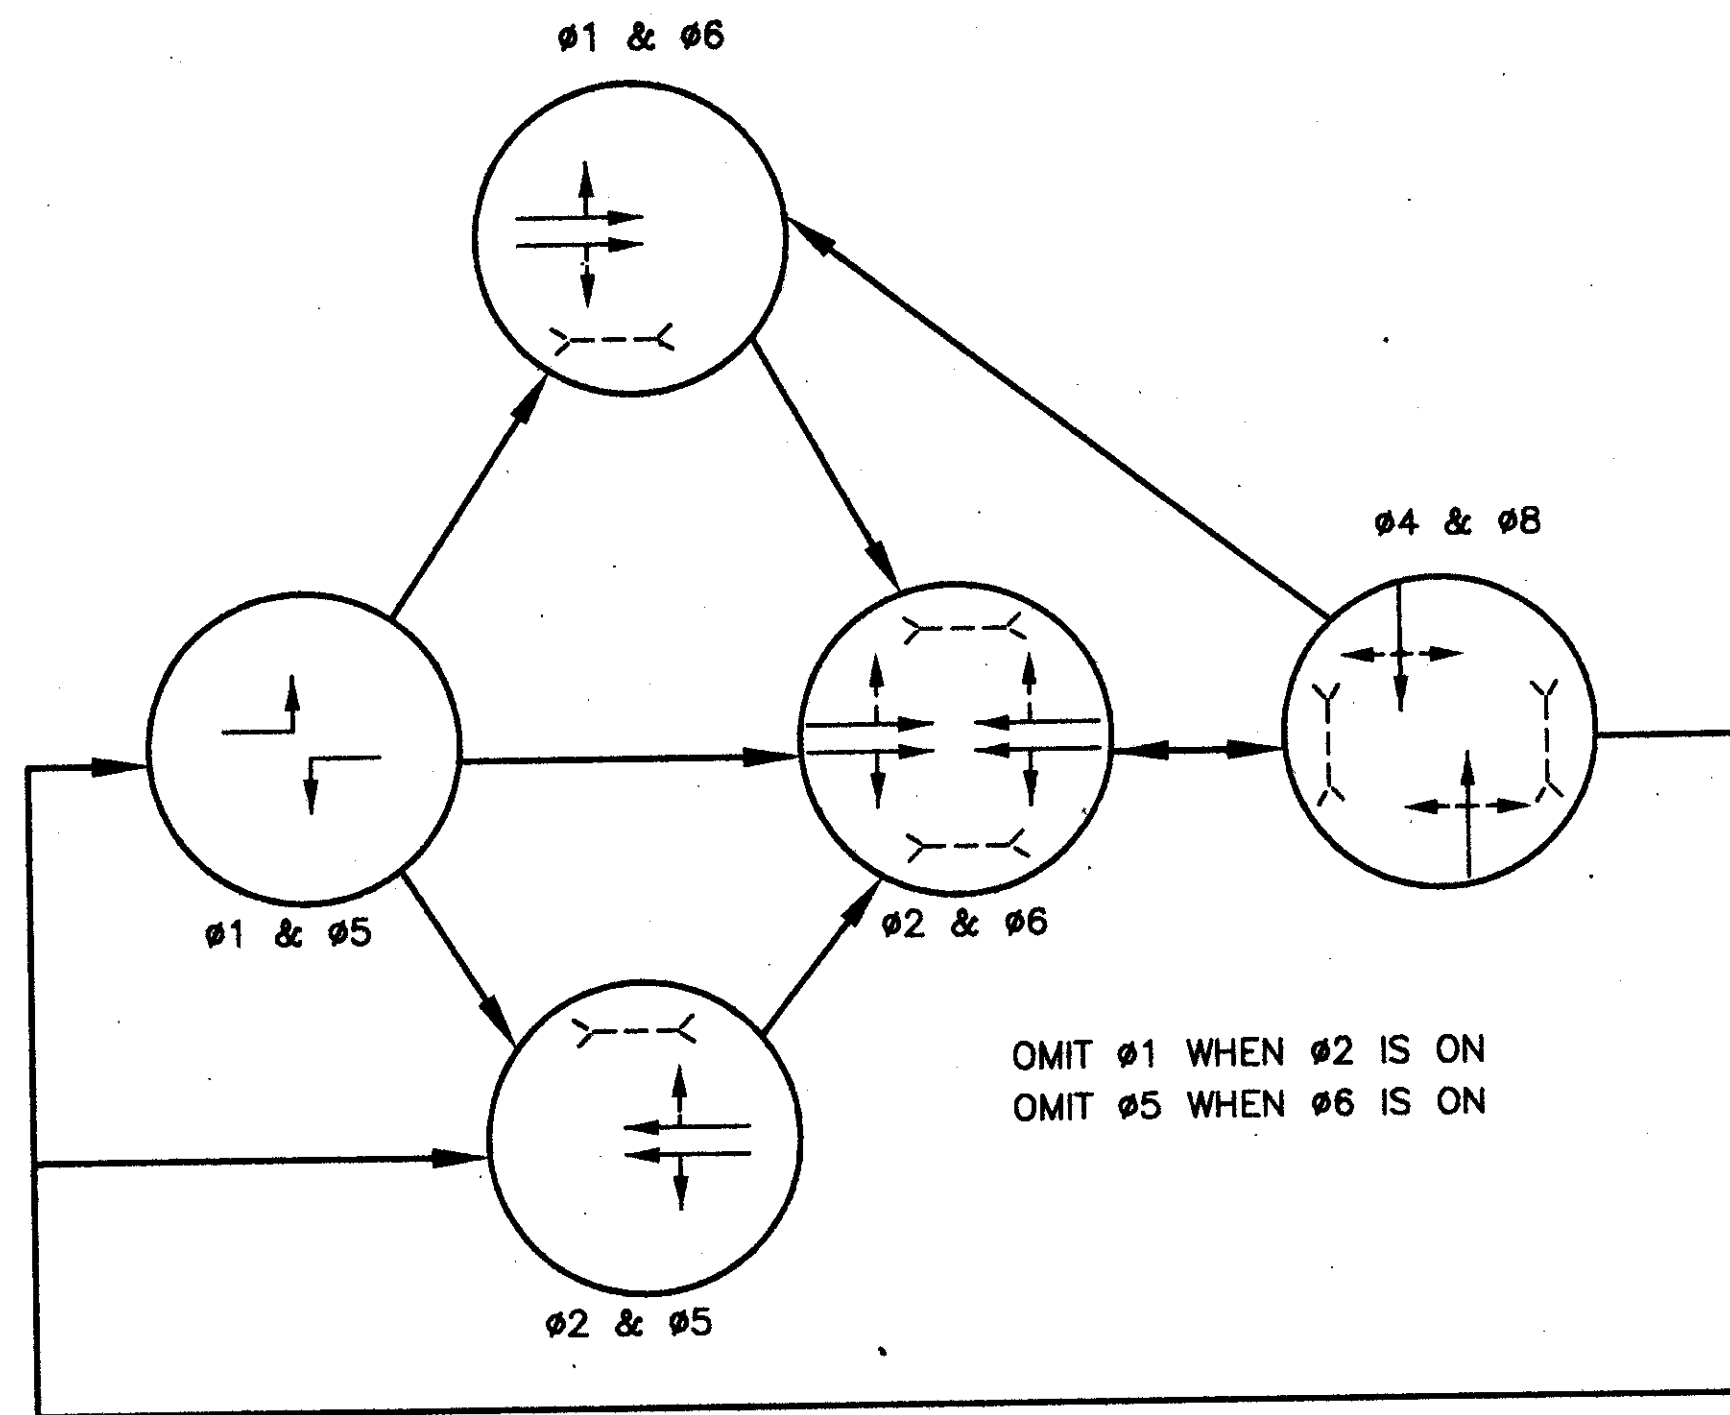 ø1 & ø6
ø4 & ø8
ø1 & ø5
ø2 & ø6
OMIT ø1 WHEN ø2 IS ON
OMIT ø5 WHEN ø6 IS ON
ø2 & ø5